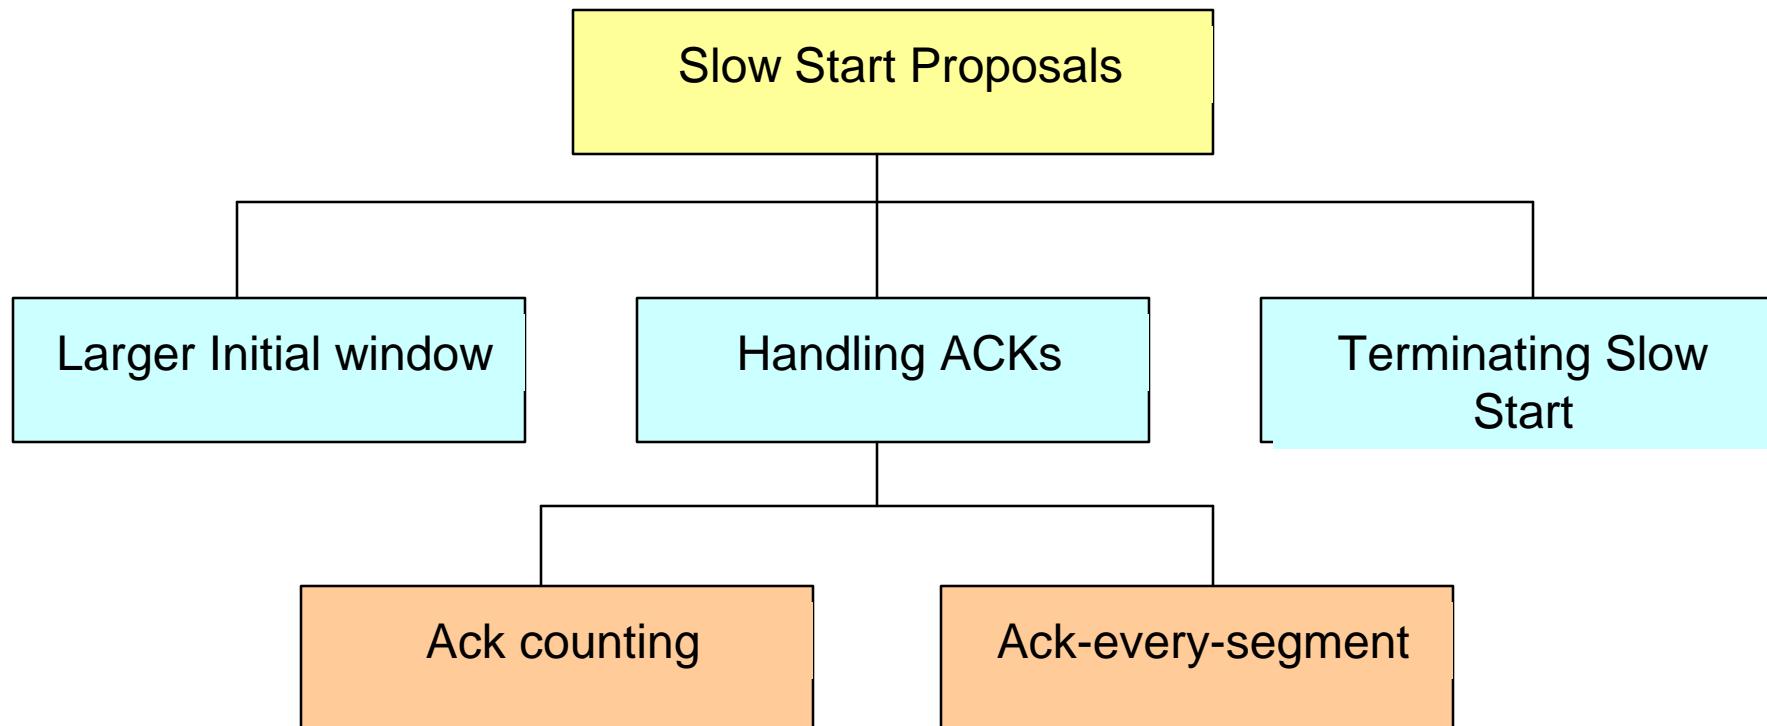 Slow Start Proposals
Larger Initial window
Handling ACKs
Terminating Slow
Start
Ack counting
Ack-every-segment